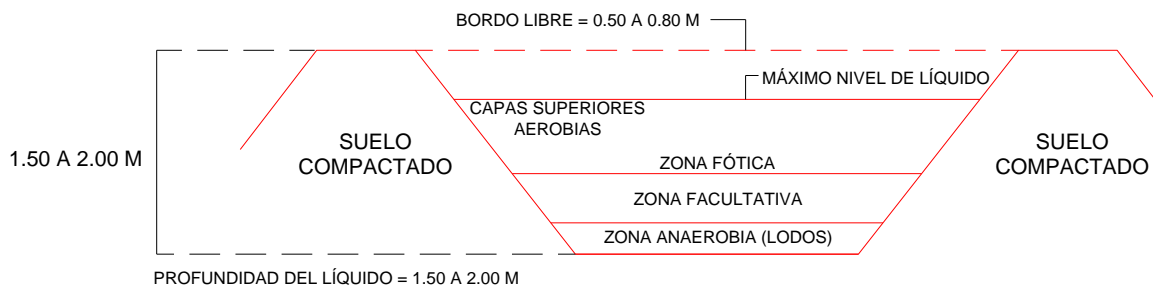 BORDO LIBRE = 0.50 A 0.80 M
MÁXIMO NIVEL DE LÍQUIDO
CAPAS SUPERIORES
AEROBIAS
SUELO
COMPACTADO
SUELO
COMPACTADO
1.50 A 2.00 M
ZONA FÓTICA
ZONA FACULTATIVA
ZONA ANAEROBIA (LODOS)
PROFUNDIDAD DEL LÍQUIDO = 1.50 A 2.00 M